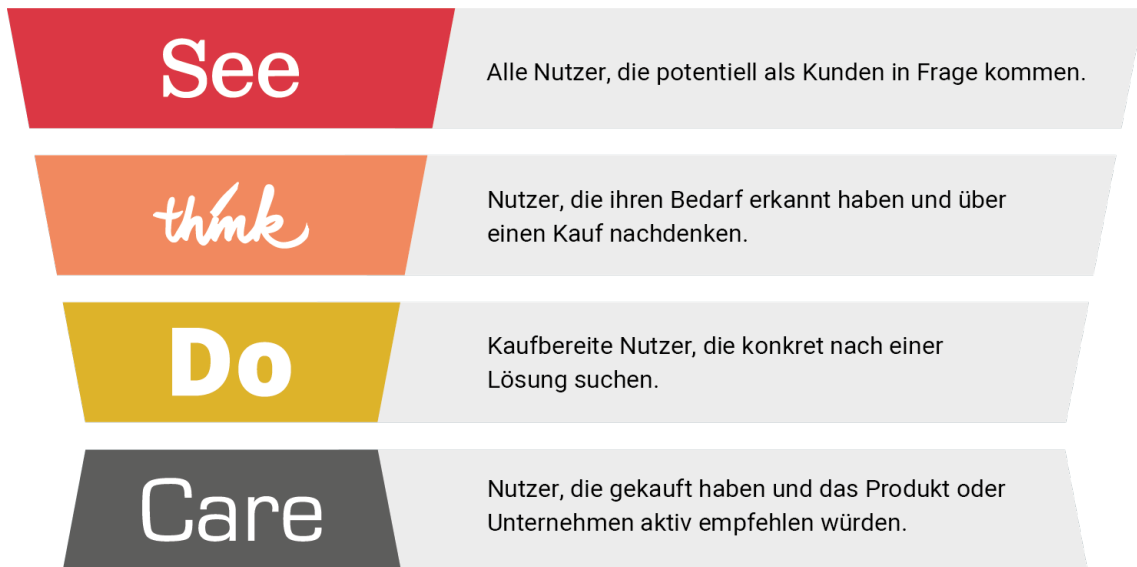 See
Alle Nutzer, die potentiell als Kunden in Frage kommen.
think
Nutzer, die ihren Bedarf erkannt haben und über
einen Kauf nachdenken.
Do
Kaufbereite Nutzer, die konkret nach einer
Lösung suchen.
Care
Nutzer, die gekauft haben und das Produkt oder
Unternehmen aktiv empfehlen würden.